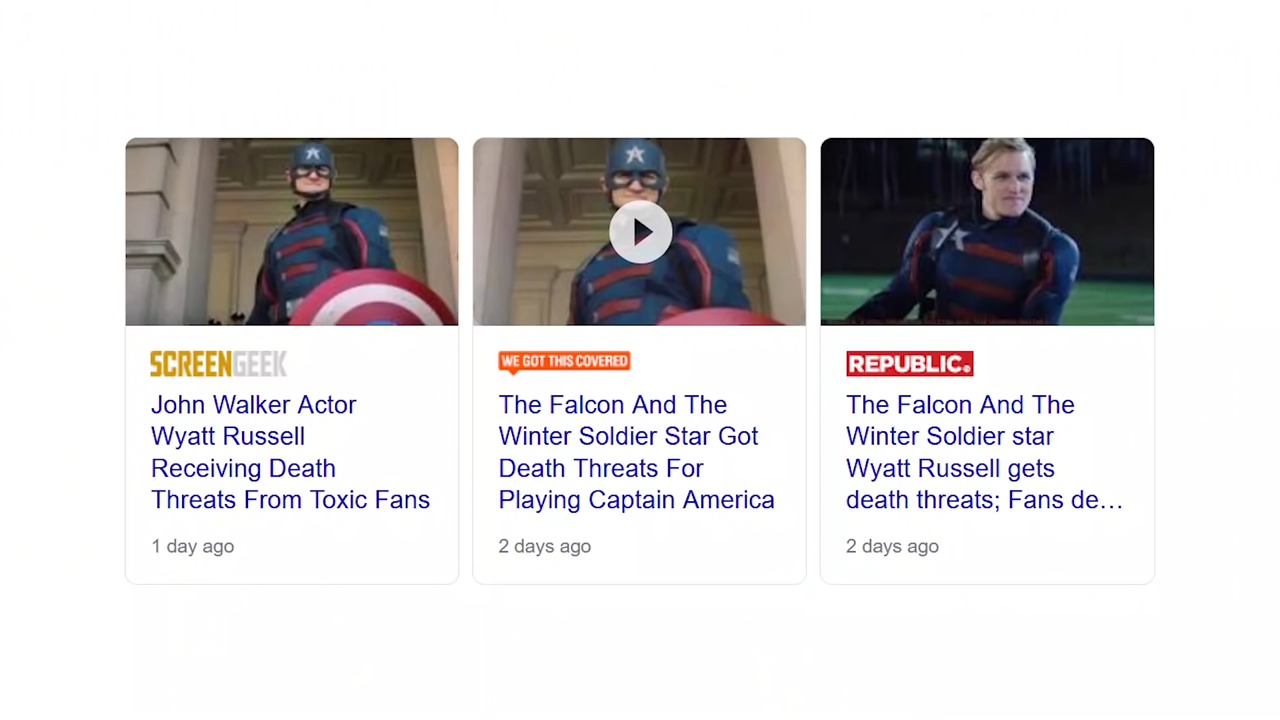 SCREENGEEK
John Walker Actor
Wyatt Russell
Receiving Death
Threats From Toxic Fans
1 day ago
WE GOT THIS COVERED
The Falcon And The
Winter Soldier Star Got
Death Threats For
Playing Captain America
2 days ago
REPUBLIC.
The Falcon And The
Winter Soldier star
Wyatt Russell gets
death threats; Fans de…
2 days ago